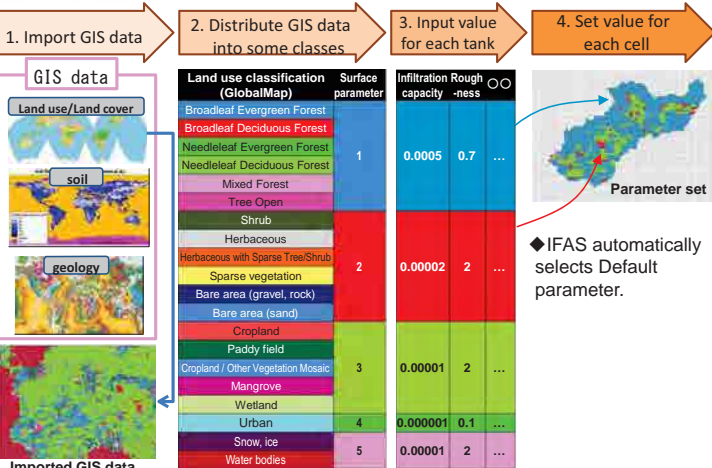 1. Import GIS data
2. Distribute GIS data
into some classes
3. Input value
for each tank
4. Set value for
each cell
GIS data
Land use/Land cover
soil
geology
Imported GIS data
Land use classification
(GlobalMap)
Surface
parameter
Infiltration
capacity
Rough
-ness
○○
Broadleaf Evergreen Forest
Broadleaf Deciduous Forest
Needleleaf Evergreen Forest
Needleleaf Deciduous Forest
Mixed Forest
Tree Open
1
0.0005
0.7
...
Shrub
Herbaceous
Herbaceous with Sparse Tree/Shrub
Sparse vegetation
Bare area (gravel, rock)
Bare area (sand)
2
0.00002
2
...
Cropland
Paddy field
Cropland / Other Vegetation Mosaic
Mangrove
Wetland
3
0.00001
2
...
Urban
4
0.000001
0.1
...
Snow, ice
Water bodies
5
0.00001
2
...
Parameter set
◆IFAS automatically
selects Default
parameter.